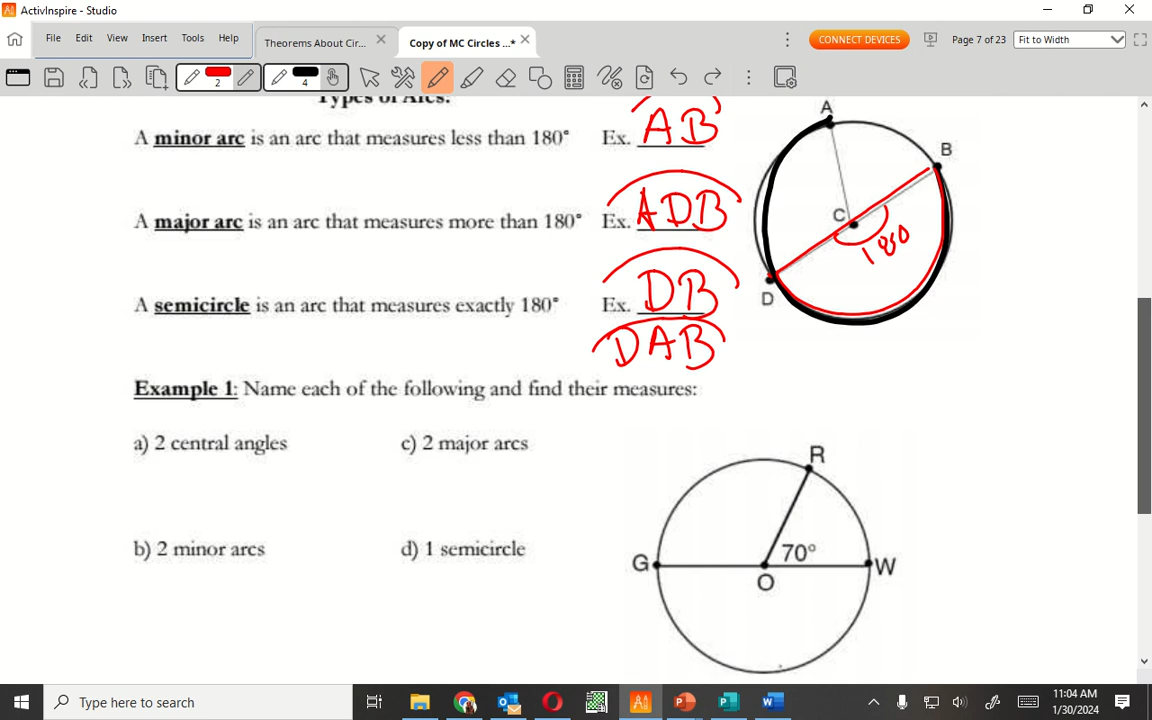 ActivInspire - Studio
File Edit View Insert Tools Help
Theorems About Cir...
Copy of MC Circles ...*
CONNECT DEVICES
Page 7 of 23
Fit to Width
2
4
Types of Arcs:
A minor arc is an arc that measures less than 180° Ex. AB
A major arc is an arc that measures more than 180° Ex. ADB
A semicircle is an arc that measures exactly 180° Ex. DB
DAB
A
B
C
180
D
Example 1: Name each of the following and find their measures:
a) 2 central angles
c) 2 major arcs
b) 2 minor arcs
d) 1 semicircle
R
G
70°
W
O
Type here to search
11:04 AM
1/30/2024